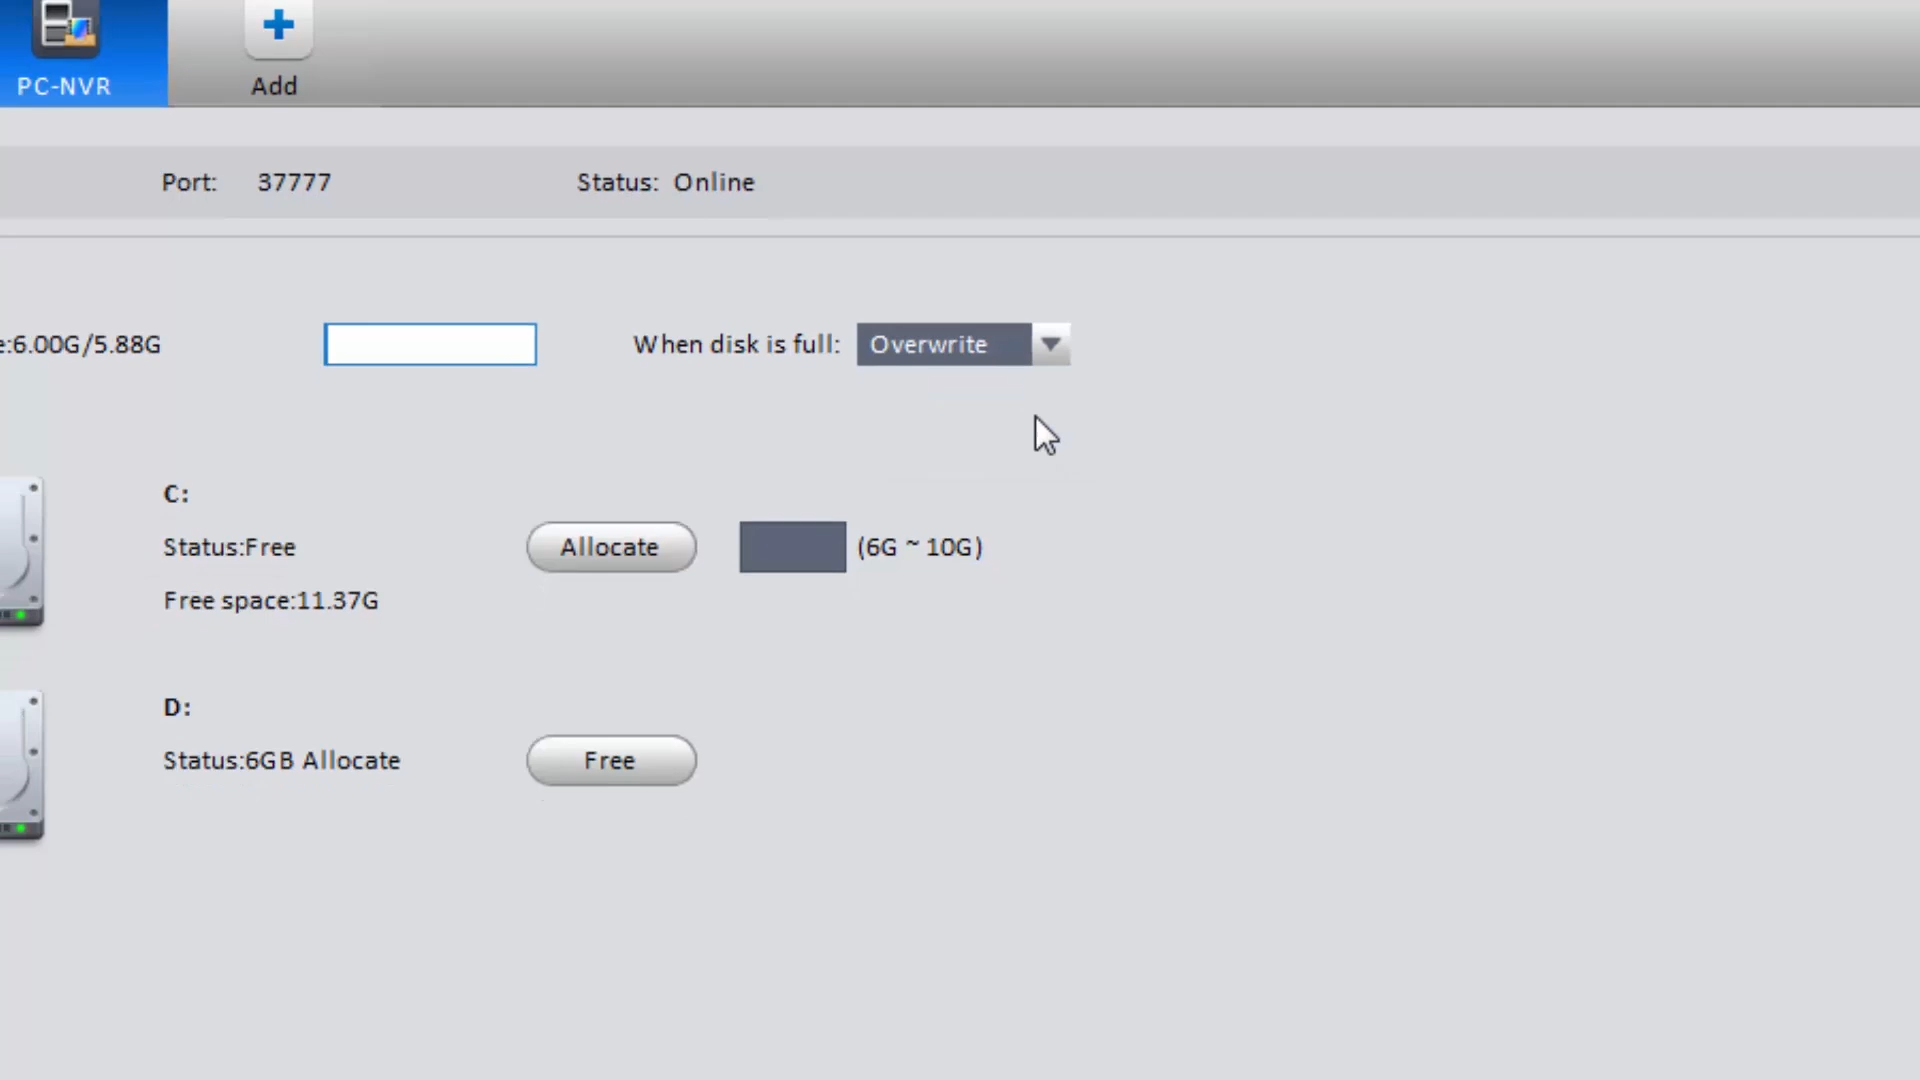 PC-NVR
Add
Port: 37777 Status: Online
e:6.00G/5.88G When disk is full: Overwrite
C:
Status:Free Allocate (6G ~ 10G)
Free space:11.37G
D:
Status:6GB Allocate Free